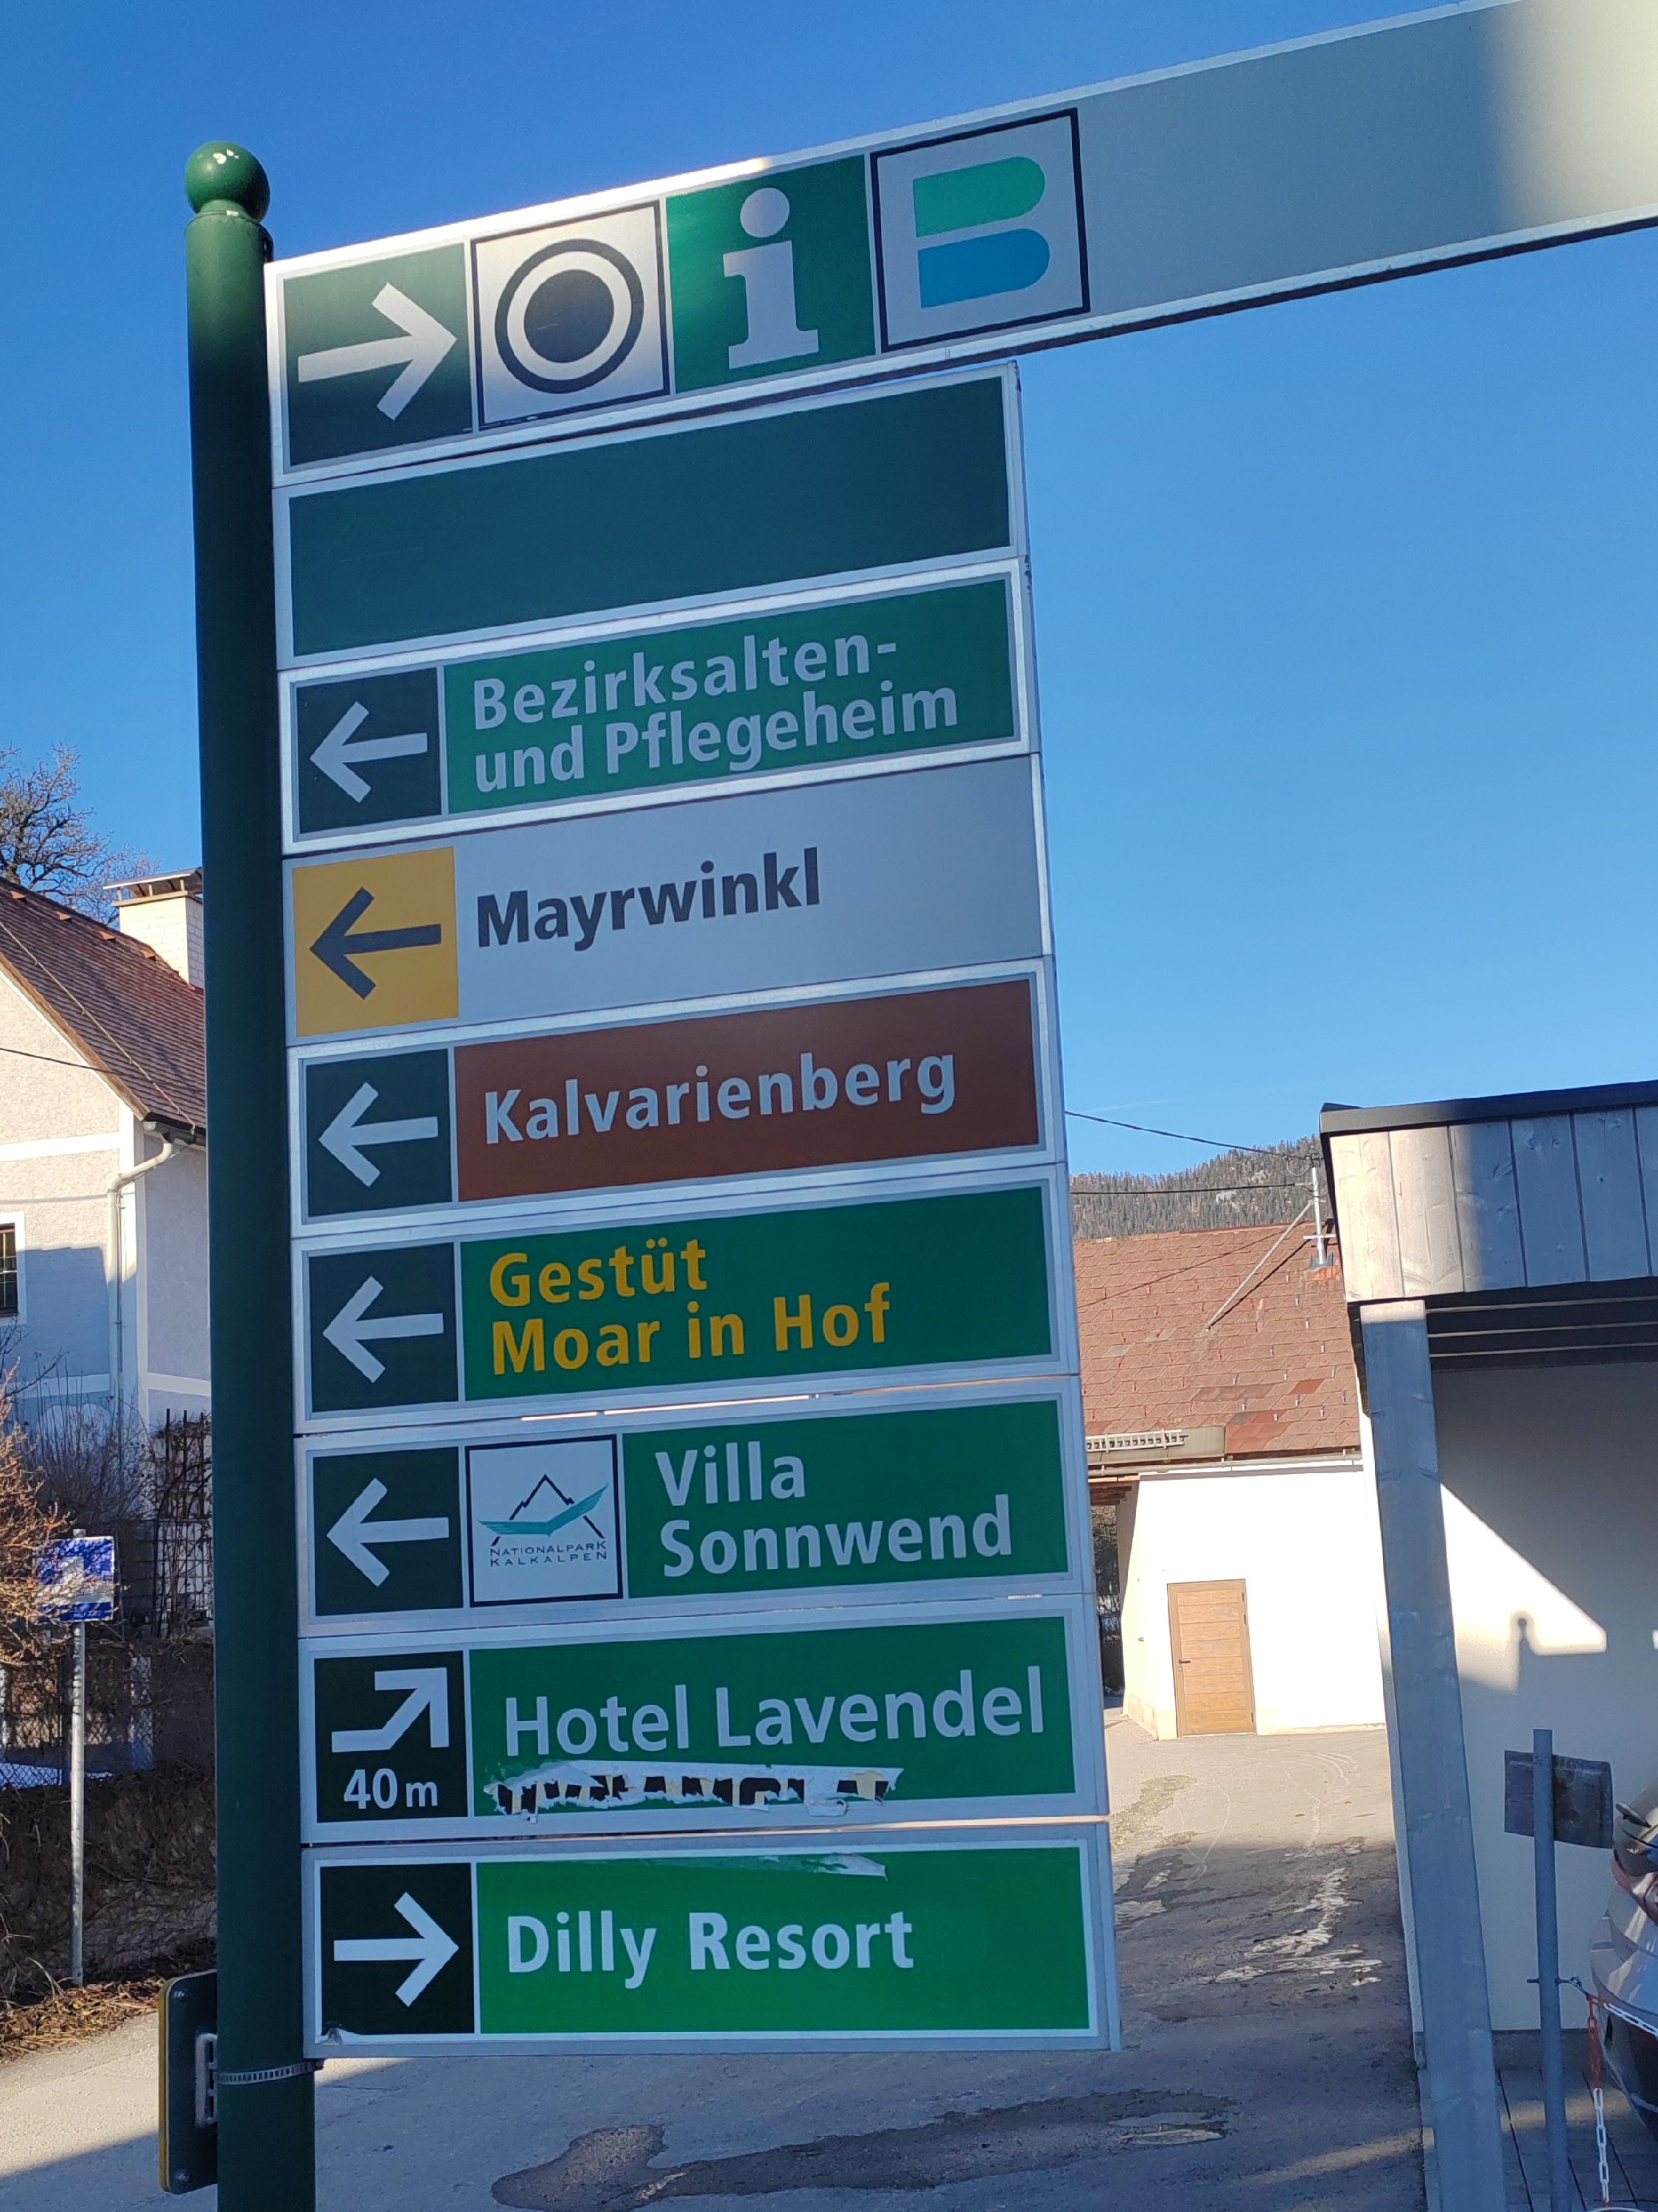 i
Bezirksalten-
und Pflegeheim
Mayrwinkl
Kalvarienberg
Gestüt
Moar in Hof
NATIONALPARK
KALKALPEN
Villa
Sonnwend
40m
Hotel Lavendel
Dilly Resort